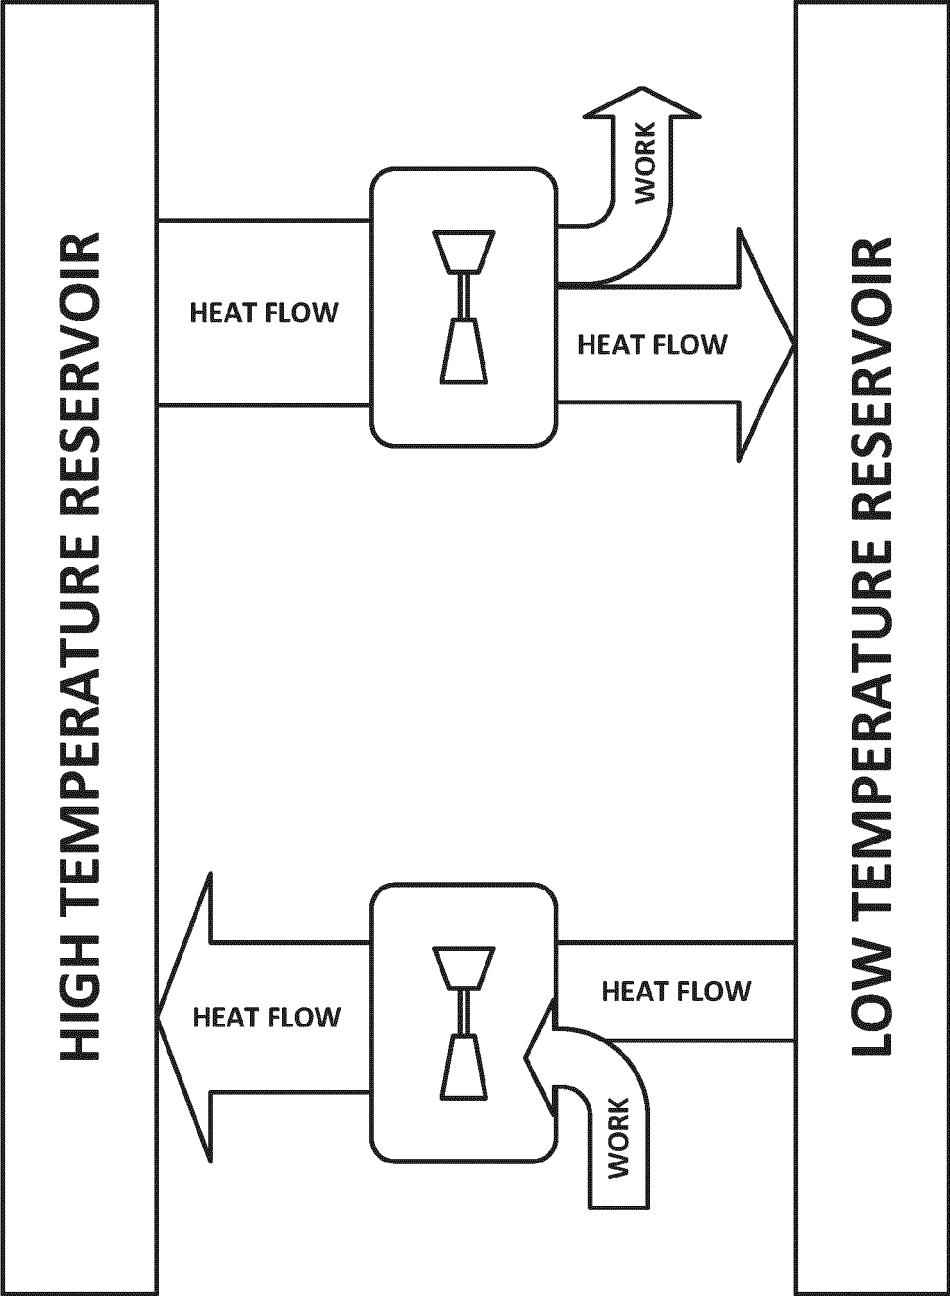 HIGH TEMPERATURE RESERVOIR
WORK
HEAT FLOW
HEAT FLOW
LOW TEMPERATURE RESERVOIR
HEAT FLOW
HEAT FLOW
WORK